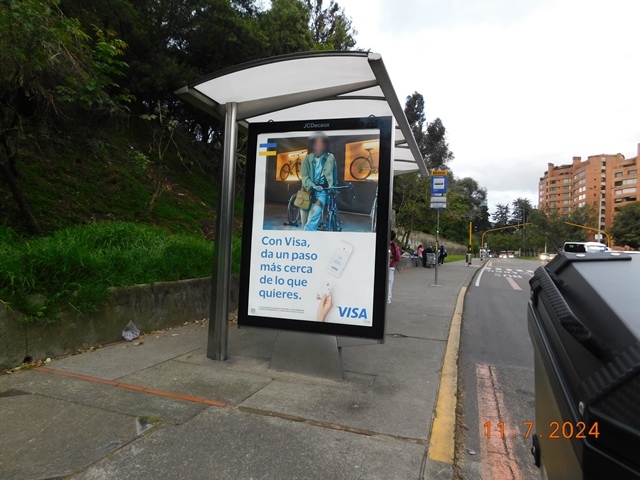 JCDecaux
Con Visa,
da un paso
más cerca
de lo que
quieres.
VISA
11.7.2024